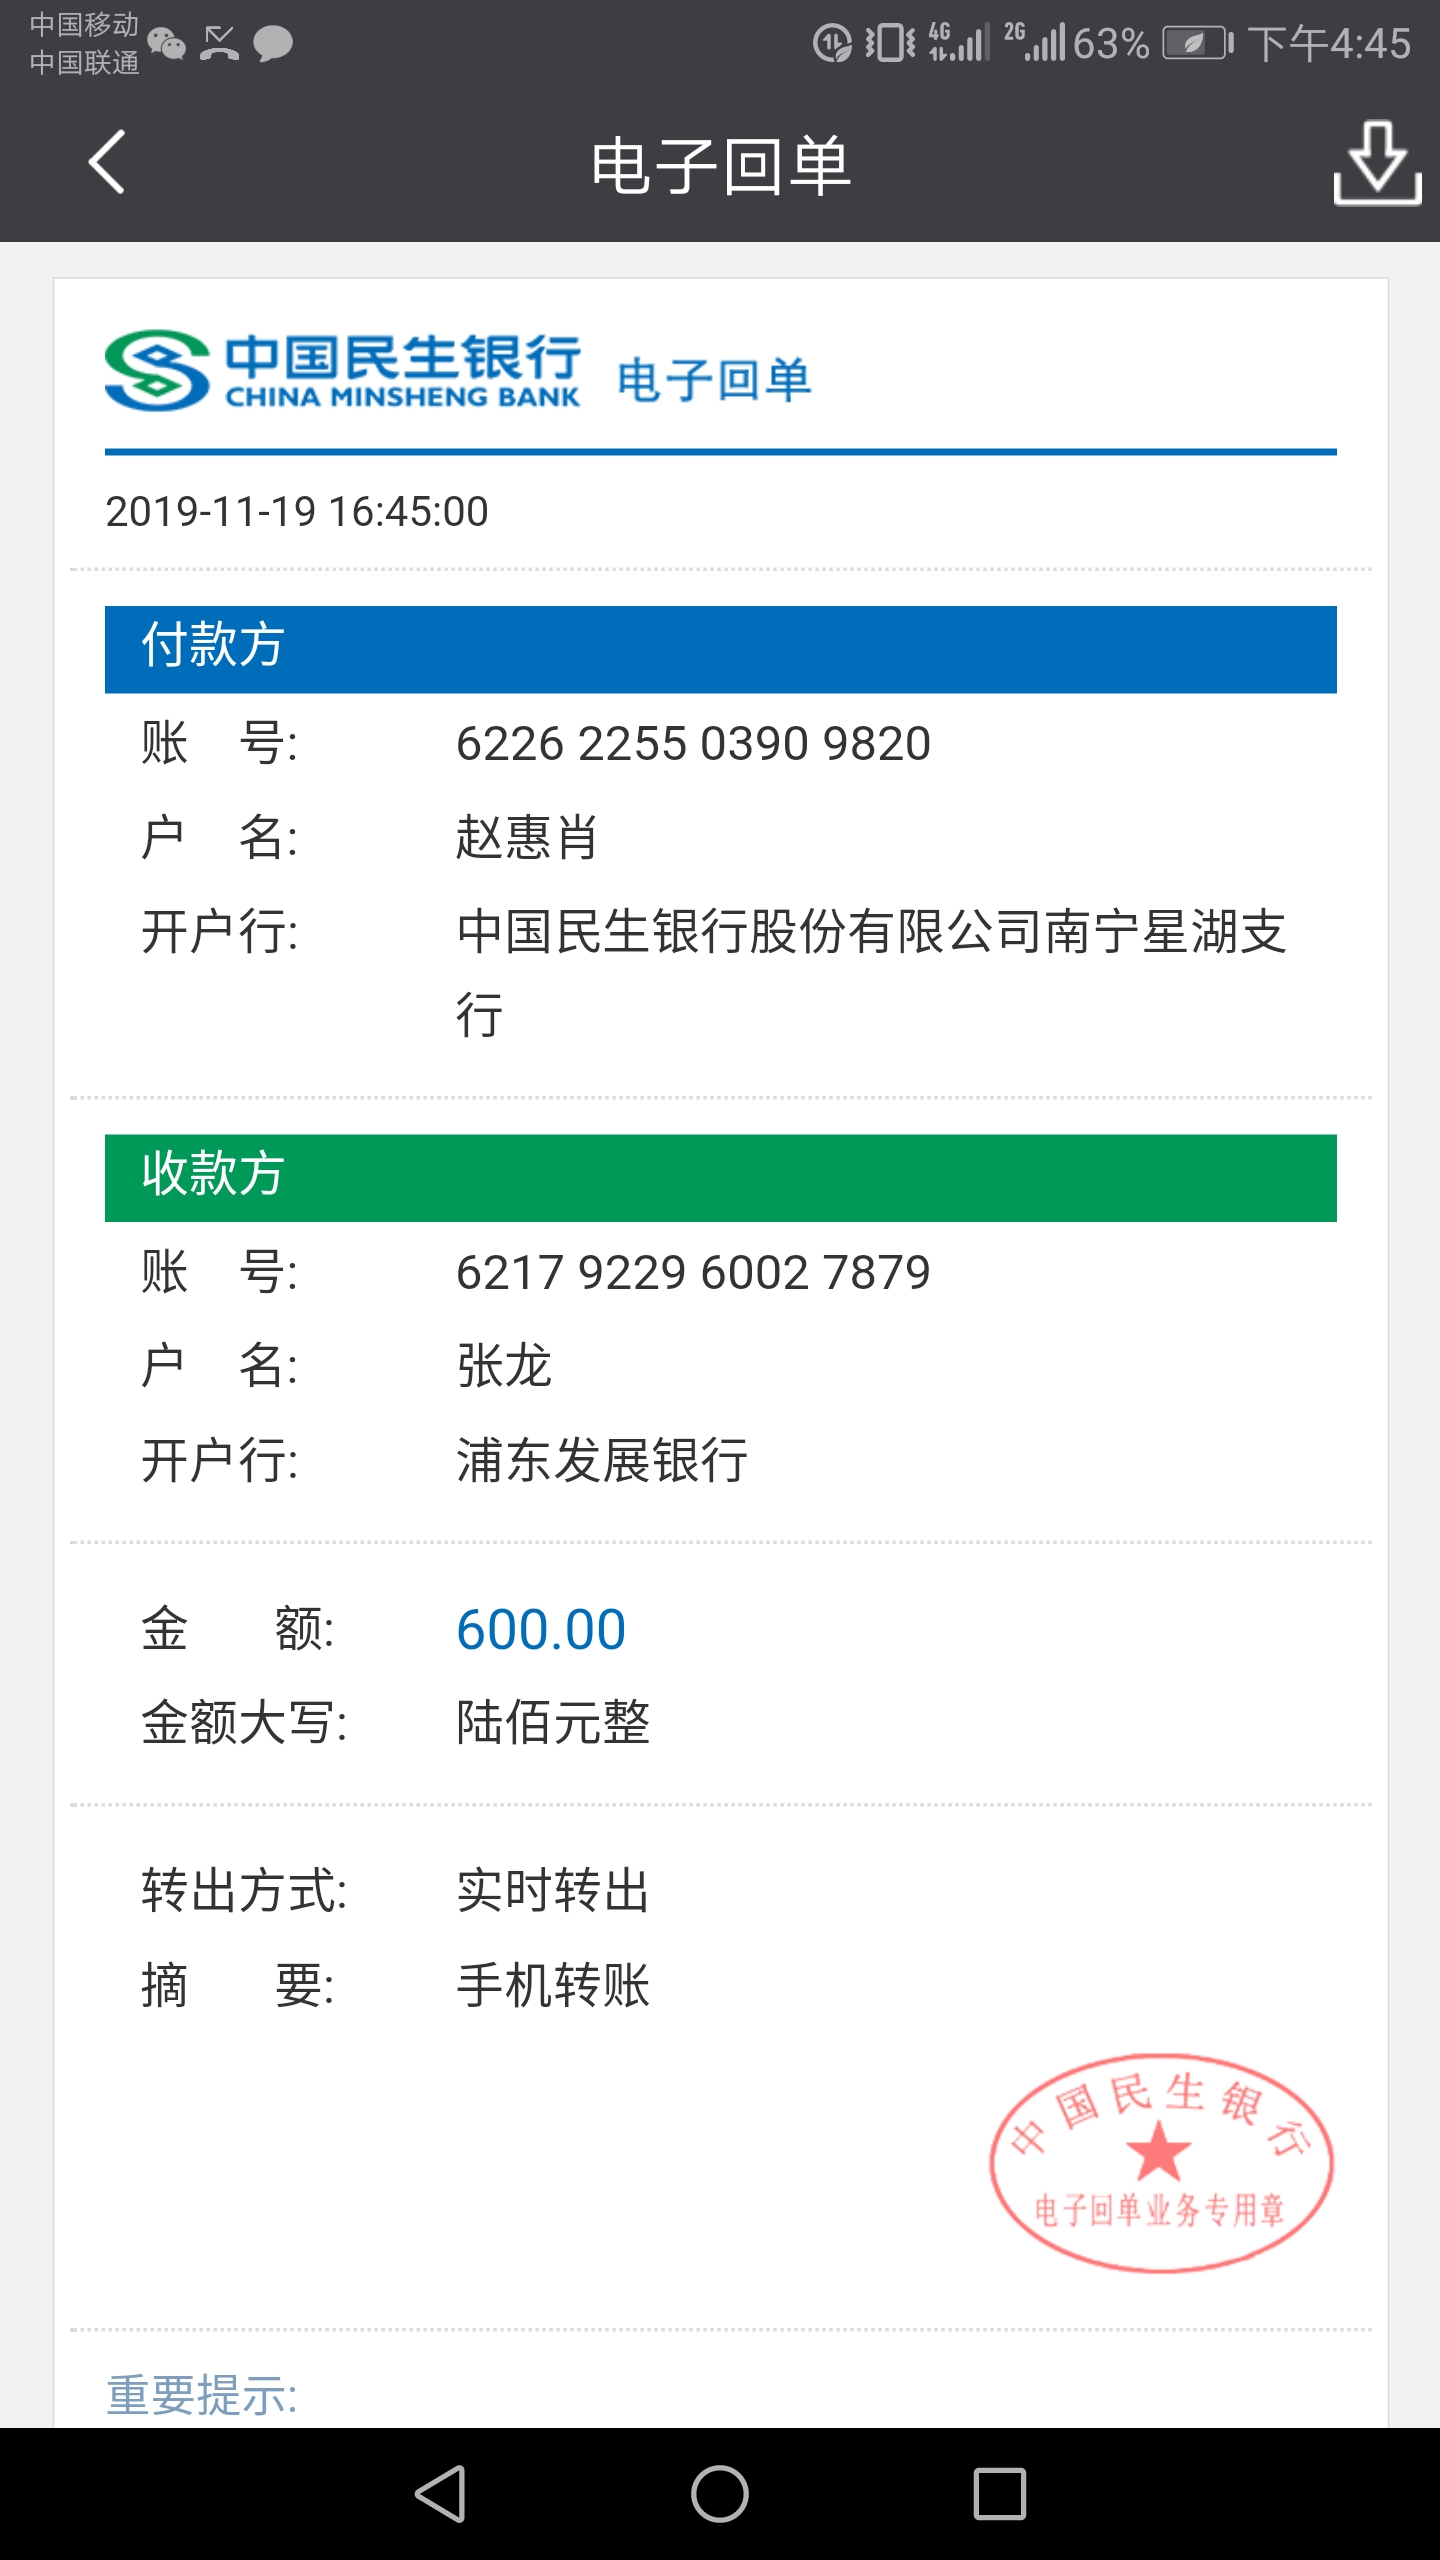 中国移动
中国联通
4G 2G 63% 下午4:45
电子回单
中国民生银行 电子回单
CHINA MINSHENG BANK
2019-11-19 16:45:00
付款方
账 号: 6226 2255 0390 9820
户 名: 赵惠肖
开户行: 中国民生银行股份有限公司南宁星湖支
行
收款方
账 号: 6217 9229 6002 7879
户 名: 张龙
开户行: 浦东发展银行
金 额: 600.00
金额大写: 陆佰元整
转出方式: 实时转出
摘 要: 手机转账
中国民生银行
电子回单业务专用章
重要提示: